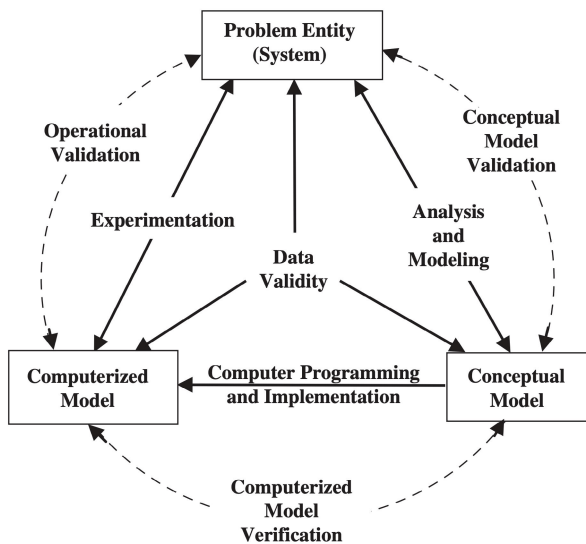 Problem Entity
(System)
Operational
Validation
Conceptual
Model
Validation
Experimentation
Analysis
and
Modeling
Data
Validity
Computerized
Model
Computer Programming
and Implementation
Conceptual
Model
Computerized
Model
Verification